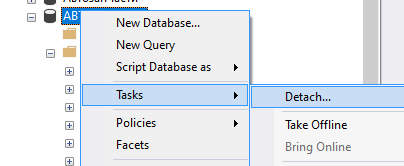 AB
New Database...
New Query
Script Database as
Tasks
Detach...
Take Offline
Policies
Bring Online
Facets